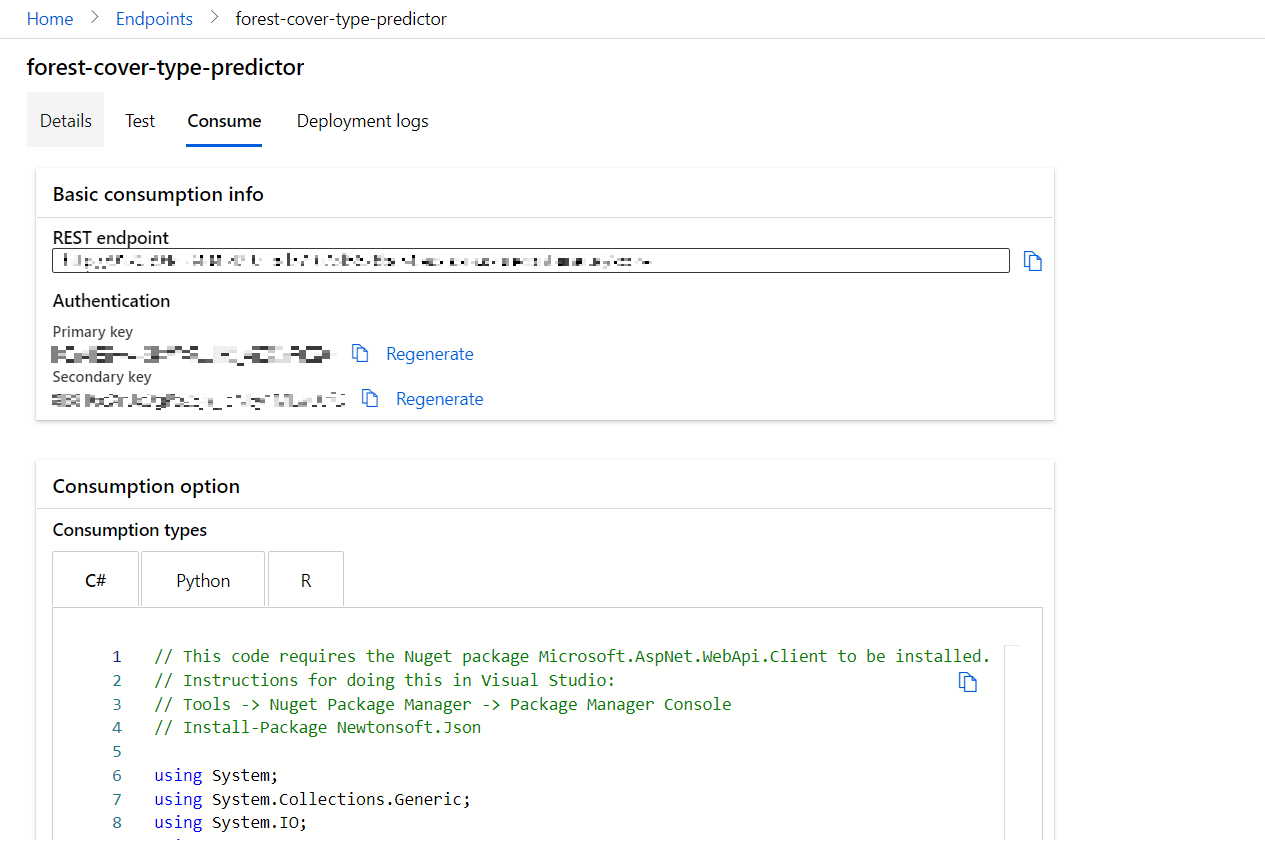 Home > Endpoints > forest-cover-type-predictor
forest-cover-type-predictor
Details Test Consume Deployment logs
Basic consumption info
REST endpoint
Authentication
Primary key
Regenerate
Secondary key
Regenerate
Consumption option
Consumption types
C# Python R
1 // This code requires the Nuget package Microsoft.AspNet.WebApi.Client to be installed.
2 // Instructions for doing this in Visual Studio:
3 // Tools -> Nuget Package Manager -> Package Manager Console
4 // Install-Package Newtonsoft.Json
5
6 using System;
7 using System.Collections.Generic;
8 using System.IO;